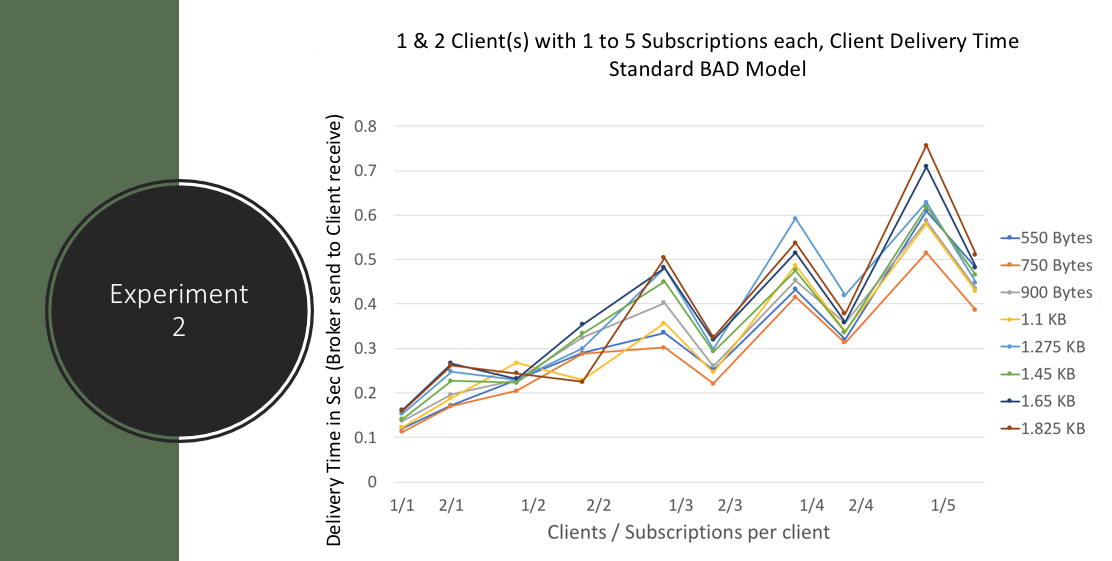 Experiment
2
1 & 2 Client(s) with 1 to 5 Subscriptions each, Client Delivery Time
Standard BAD Model
Delivery Time in Sec (Broker send to Client receive)
0.8
0.7
0.6
0.5
0.4
0.3
0.2
0.1
0
1/1 2/1 1/2 2/2 1/3 2/3 1/4 2/4 1/5
Clients / Subscriptions per client
550 Bytes
750 Bytes
900 Bytes
1.1 KB
1.275 KB
1.45 KB
1.65 KB
1.825 KB